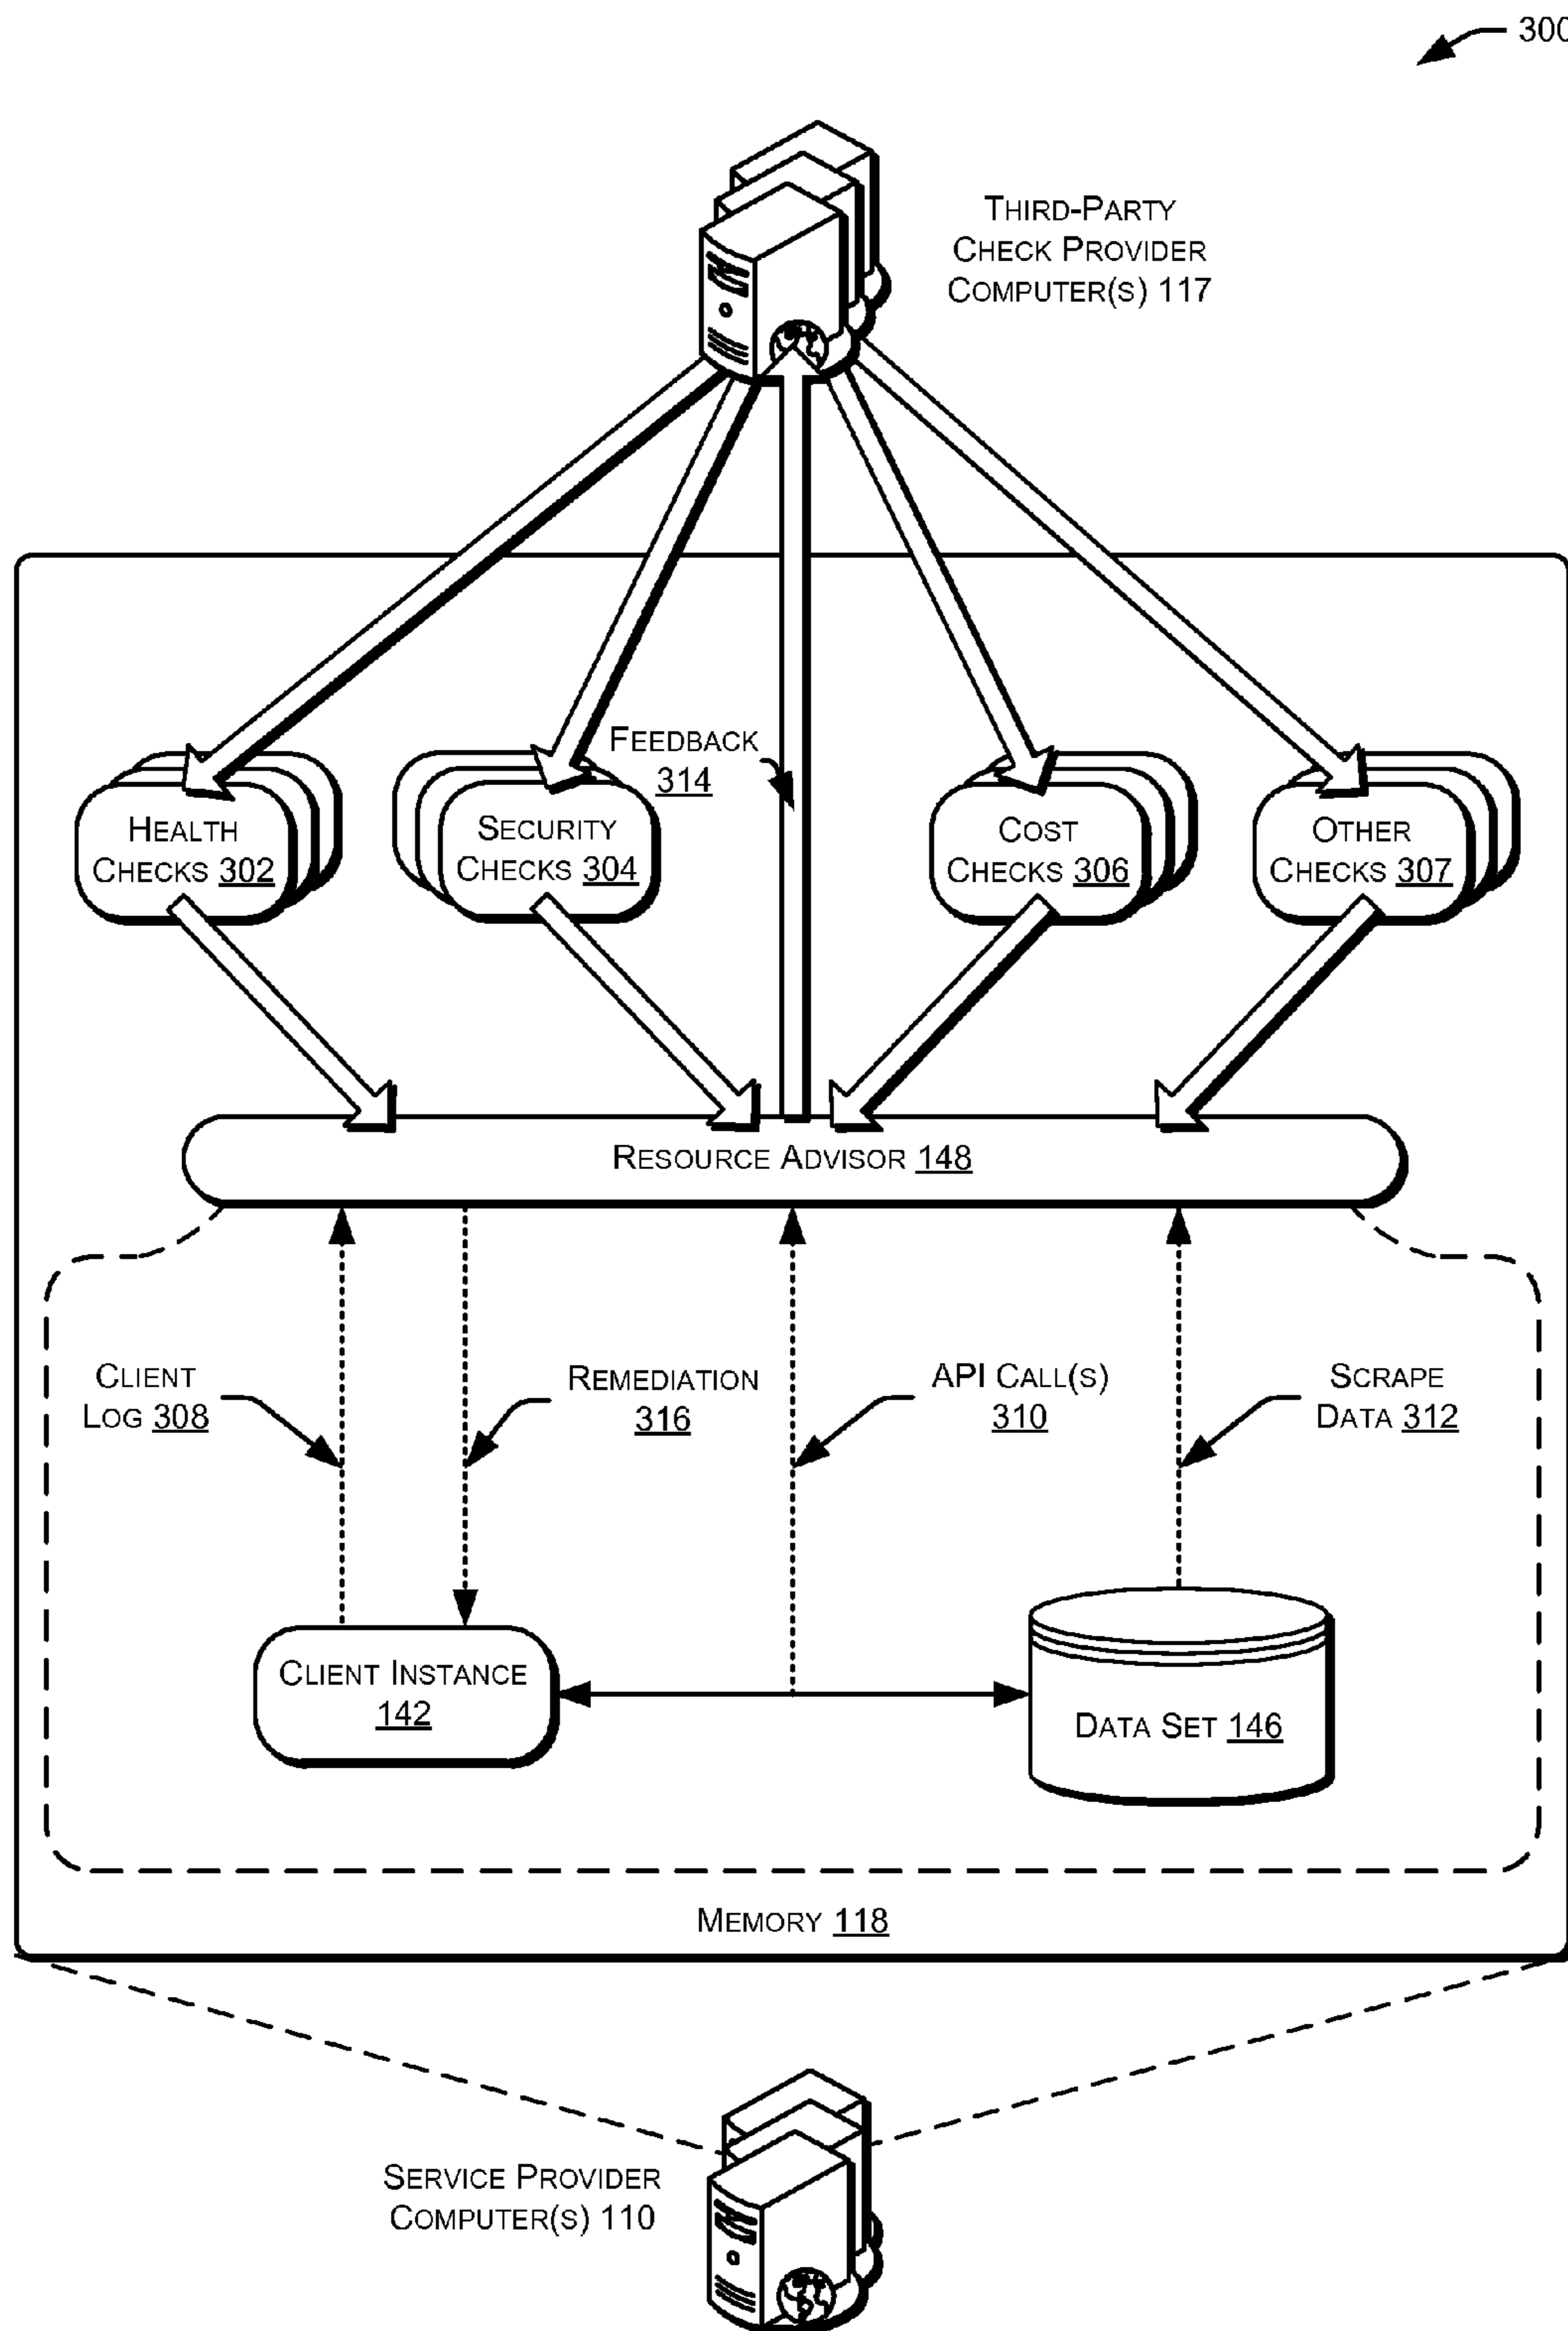 300
THIRD-PARTY
CHECK PROVIDER
COMPUTER(S) 117
FEEDBACK
314
HEALTH
CHECKS 302
SECURITY
CHECKS 304
COST
CHECKS 306
OTHER
CHECKS 307
RESOURCE ADVISOR 148
CLIENT
LOG 308
REMEDIATION
316
API CALL(S)
310
SCRAPE
DATA 312
CLIENT INSTANCE
142
DATA SET 146
MEMORY 118
SERVICE PROVIDER
COMPUTER(S) 110